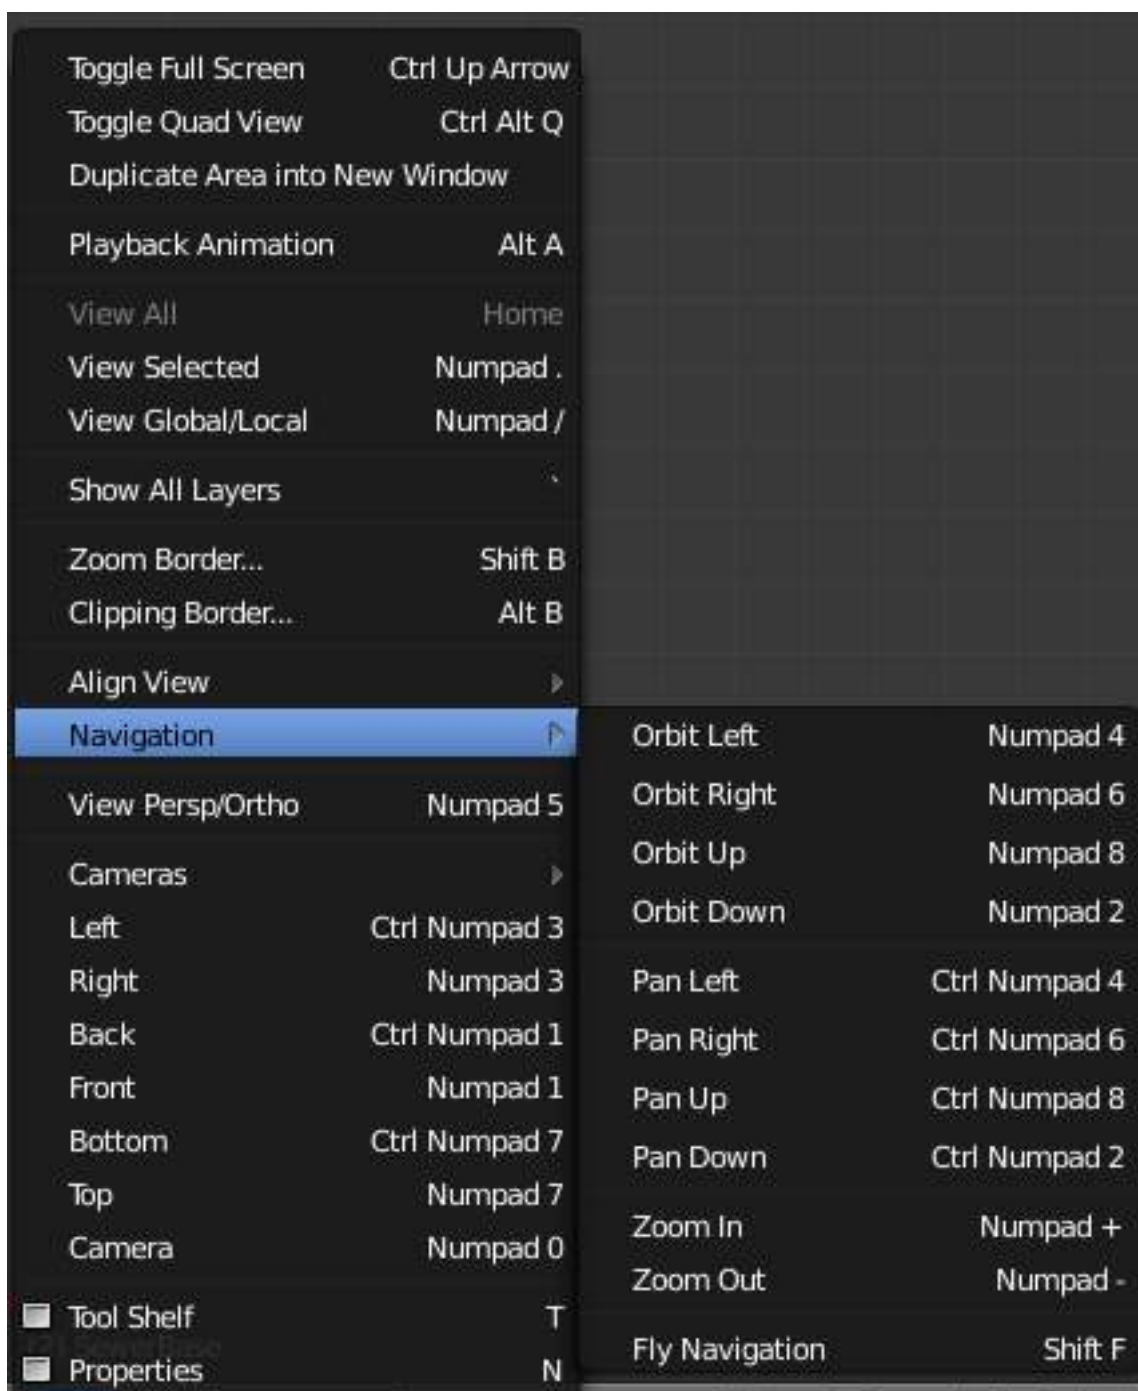 Toggle Full Screen Ctrl Up Arrow
Toggle Quad View Ctrl Alt Q
Duplicate Area into New Window
Playback Animation Alt A
View All Home
View Selected Numpad .
View Global/Local Numpad /
Show All Layers `
Zoom Border... Shift B
Clipping Border... Alt B
Align View
Navigation
View Persp/Ortho Numpad 5
Cameras
Left Ctrl Numpad 3
Right Numpad 3
Back Ctrl Numpad 1
Front Numpad 1
Bottom Ctrl Numpad 7
Top Numpad 7
Camera Numpad 0
Tool Shelf T
Properties N
Orbit Left Numpad 4
Orbit Right Numpad 6
Orbit Up Numpad 8
Orbit Down Numpad 2
Pan Left Ctrl Numpad 4
Pan Right Ctrl Numpad 6
Pan Up Ctrl Numpad 8
Pan Down Ctrl Numpad 2
Zoom In Numpad +
Zoom Out Numpad -
Fly Navigation Shift F